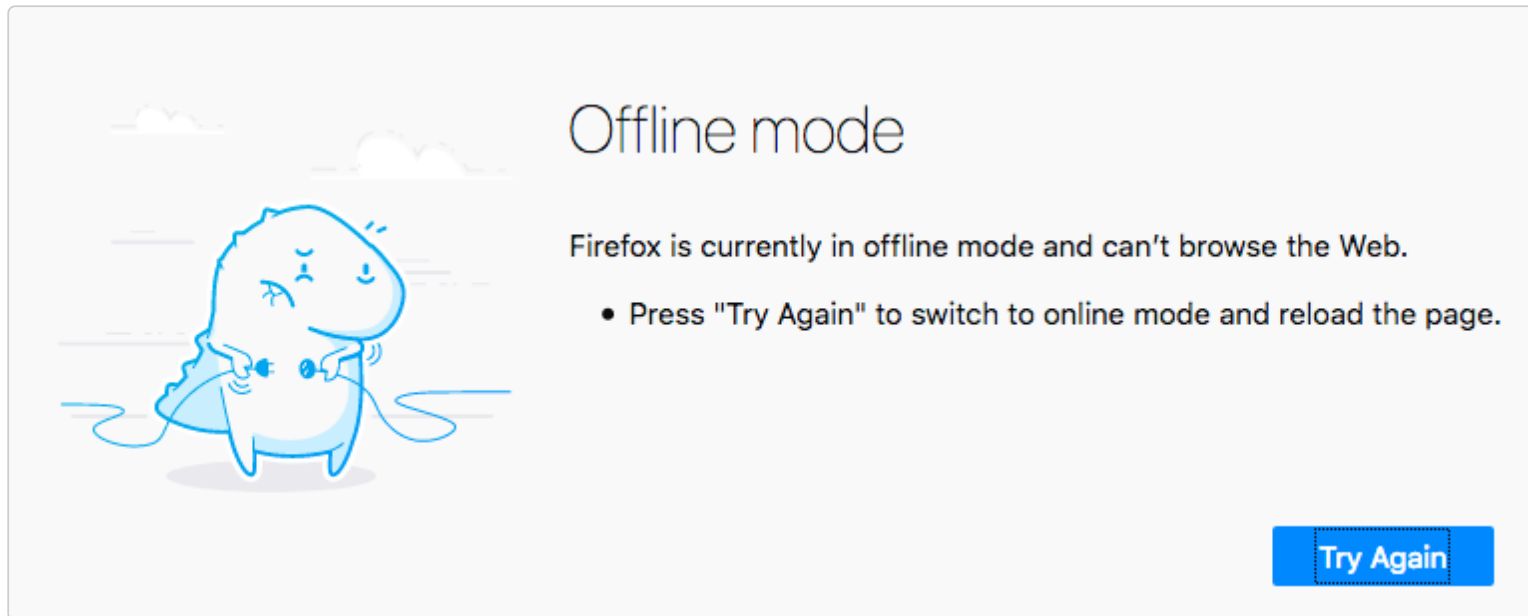 Offline mode
Firefox is currently in offline mode and can’t browse the Web.
• Press "Try Again" to switch to online mode and reload the page.
Try Again